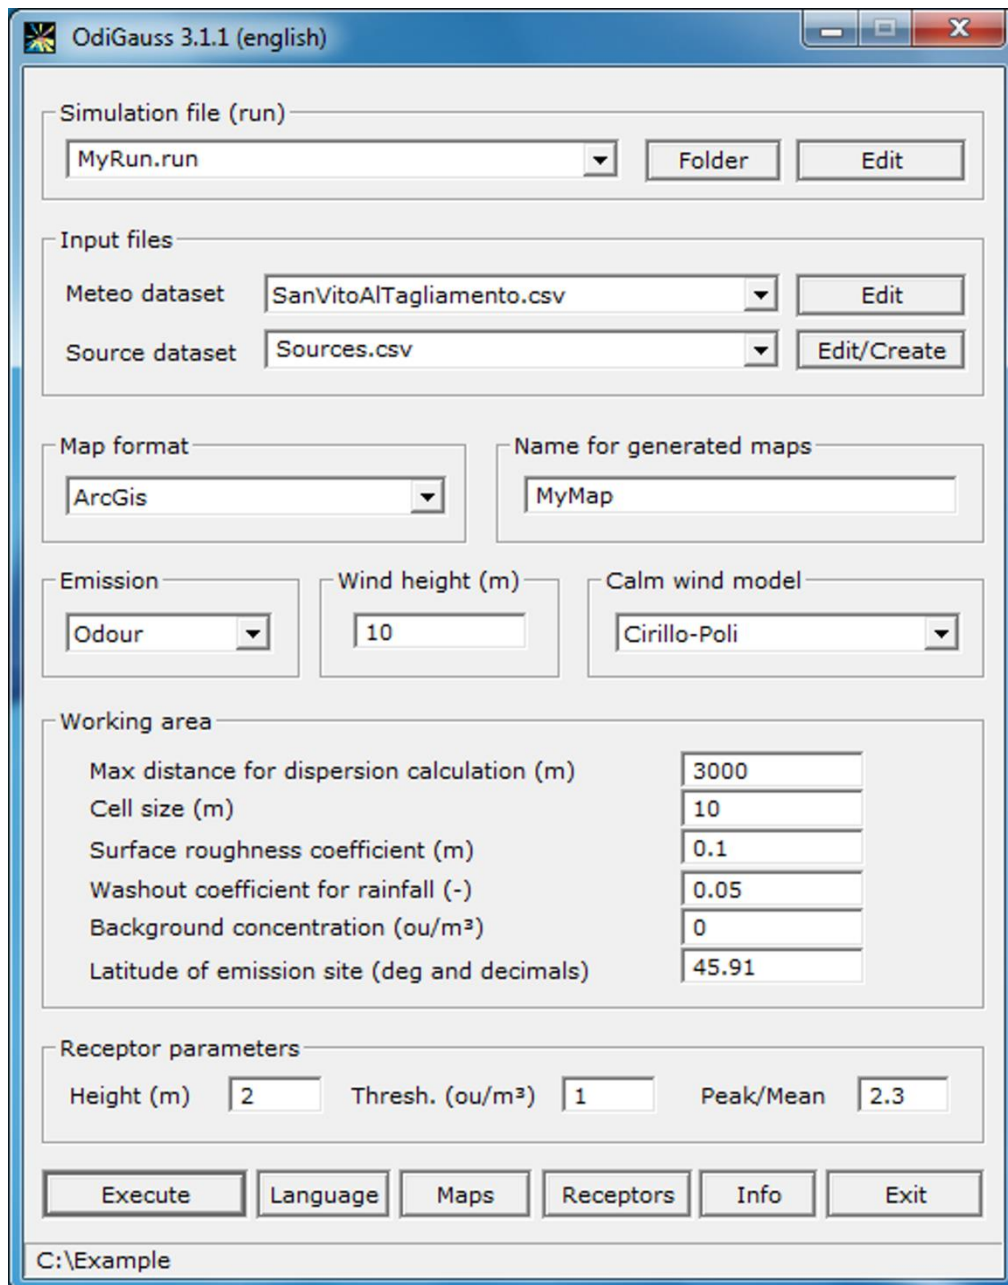 OdiGauss 3.1.1 (english)
Simulation file (run)
MyRun.run Folder Edit
Input files
Meteo dataset SanVitoAlTagliamento.csv Edit
Source dataset Sources.csv Edit/Create
Map format Name for generated maps
ArcGis MyMap
Emission Wind height (m) Calm wind model
Odour 10 Cirillo-Poli
Working area
Max distance for dispersion calculation (m) 3000
Cell size (m) 10
Surface roughness coefficient (m) 0.1
Washout coefficient for rainfall (-) 0.05
Background concentration (ou/m³) 0
Latitude of emission site (deg and decimals) 45.91
Receptor parameters
Height (m) 2 Thresh. (ou/m³) 1 Peak/Mean 2.3
Execute Language Maps Receptors Info Exit
C:\Example